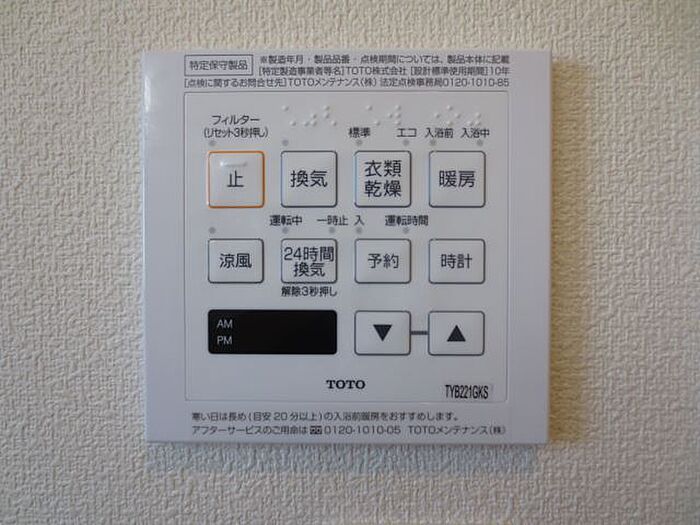 特定保守製品
※製造年月・製品品番・点検期間については、製品本体に記載
[特定製造事業者等名]TOTO株式会社 [設計標準使用期間]10年
[点検に関するお問合せ先]TOTOメンテナンス(株) 法定点検事務局0120-1010-85
フィルター
(リセット3秒押し)
標準 エコ 入浴前 入浴中
止 換気 衣類 乾燥 暖房
運転中 一時止 入 運転時間
涼風 24時間 換気 予約 時計
解除3秒押し
AM
PM
▼ ▲
TOTO
TYB221GKS
寒い日は長め(目安20分以上)の入浴前暖房をおすすめします。
アフターサービスのご用命は 0120-1010-05 TOTOメンテナンス(株)